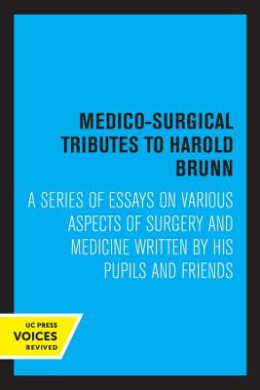 MEDICO-SURGICAL
TRIBUTES TO HAROLD
BRUNN
A SERIES OF ESSAYS ON VARIOUS
ASPECTS OF SURGERY AND
MEDICINE WRITTEN BY HIS
PUPILS AND FRIENDS
UC PRESS
VOICES
REVIVED